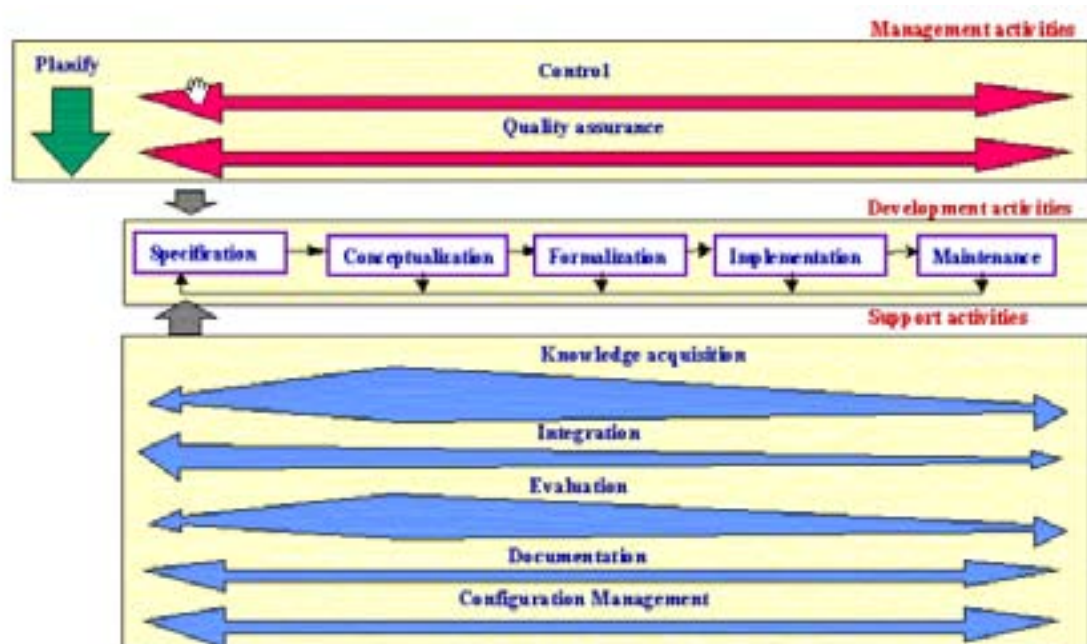 Management activities
Planify
Control
Quality assurance
Development activities
Specification
Conceptualization
Formalization
Implementation
Maintenance
Support activities
Knowledge acquisition
Integration
Evaluation
Documentation
Configuration Management